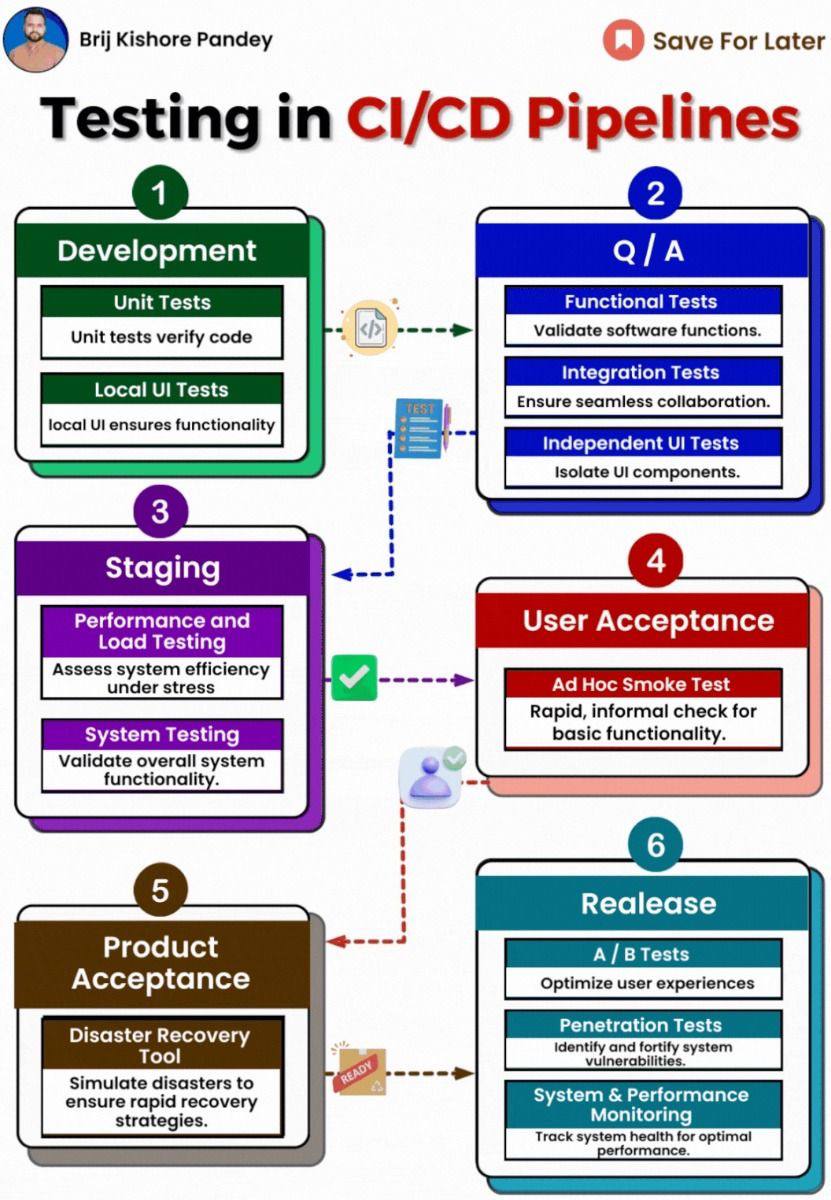 Brij Kishore Pandey
Save For Later
Testing in CI/CD Pipelines
1
Development
Unit Tests
Unit tests verify code
Local UI Tests
local UI ensures functionality
</>
2
Q / A
Functional Tests
Validate software functions.
Integration Tests
Ensure seamless collaboration.
Independent UI Tests
Isolate UI components.
TEST
3
Staging
Performance and
Load Testing
Assess system efficiency
under stress
System Testing
Validate overall system
functionality.
4
User Acceptance
Ad Hoc Smoke Test
Rapid, informal check for
basic functionality.
5
Product
Acceptance
Disaster Recovery
Tool
Simulate disasters to
ensure rapid recovery
strategies.
READY
6
Realease
A / B Tests
Optimize user experiences
Penetration Tests
Identify and fortify system
vulnerabilities.
System & Performance
Monitoring
Track system health for optimal
performance.